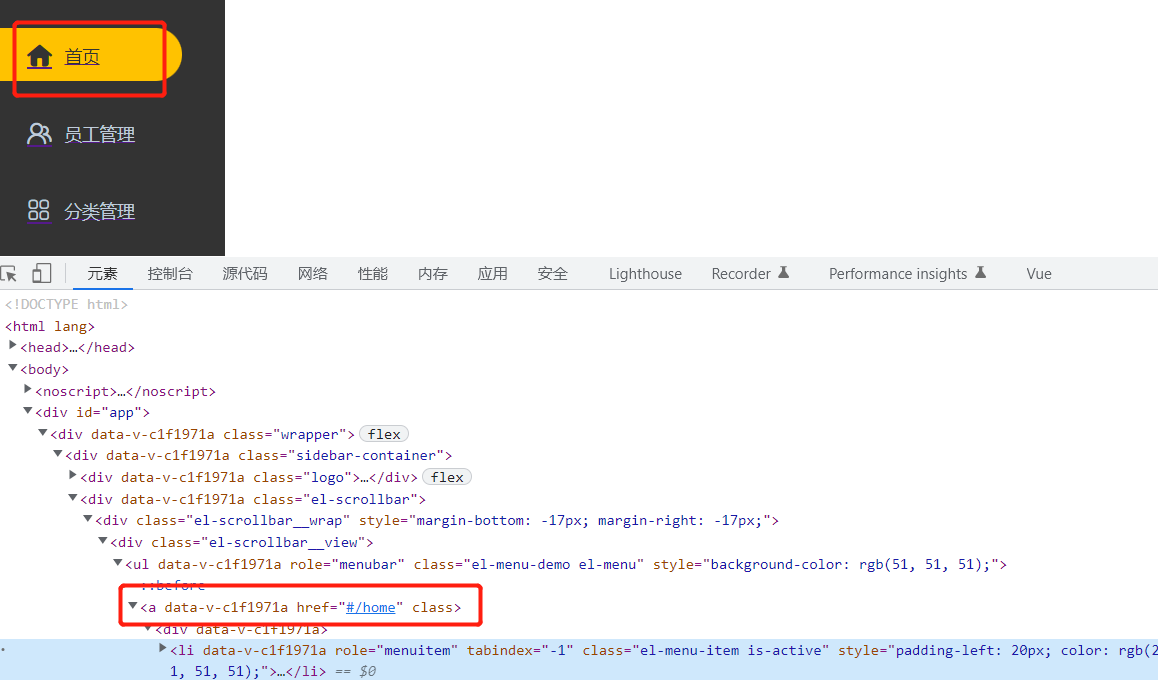 首页
员工管理
分类管理
元素 控制台 源代码 网络 性能 内存 应用 安全 Lighthouse Recorder Performance insights Vue
<!DOCTYPE html>
<html lang>
<head>…</head>
<body>
<noscript>…</noscript>
<div id="app">
<div data-v-c1f1971a class="wrapper"> flex
<div data-v-c1f1971a class="sidebar-container">
<div data-v-c1f1971a class="logo">…</div> flex
<div data-v-c1f1971a class="el-scrollbar">
<div class="el-scrollbar__wrap" style="margin-bottom: -17px; margin-right: -17px;">
<div class="el-scrollbar__view">
<ul data-v-c1f1971a role="menubar" class="el-menu-demo el-menu" style="background-color: rgb(51, 51, 51);">
::before
<a data-v-c1f1971a href="#/home" class>
<div data-v-c1f1971a>
<li data-v-c1f1971a role="menuitem" tabindex="-1" class="el-menu-item is-active" style="padding-left: 20px; color: rgb(2
1, 51, 51);">…</li> == $0